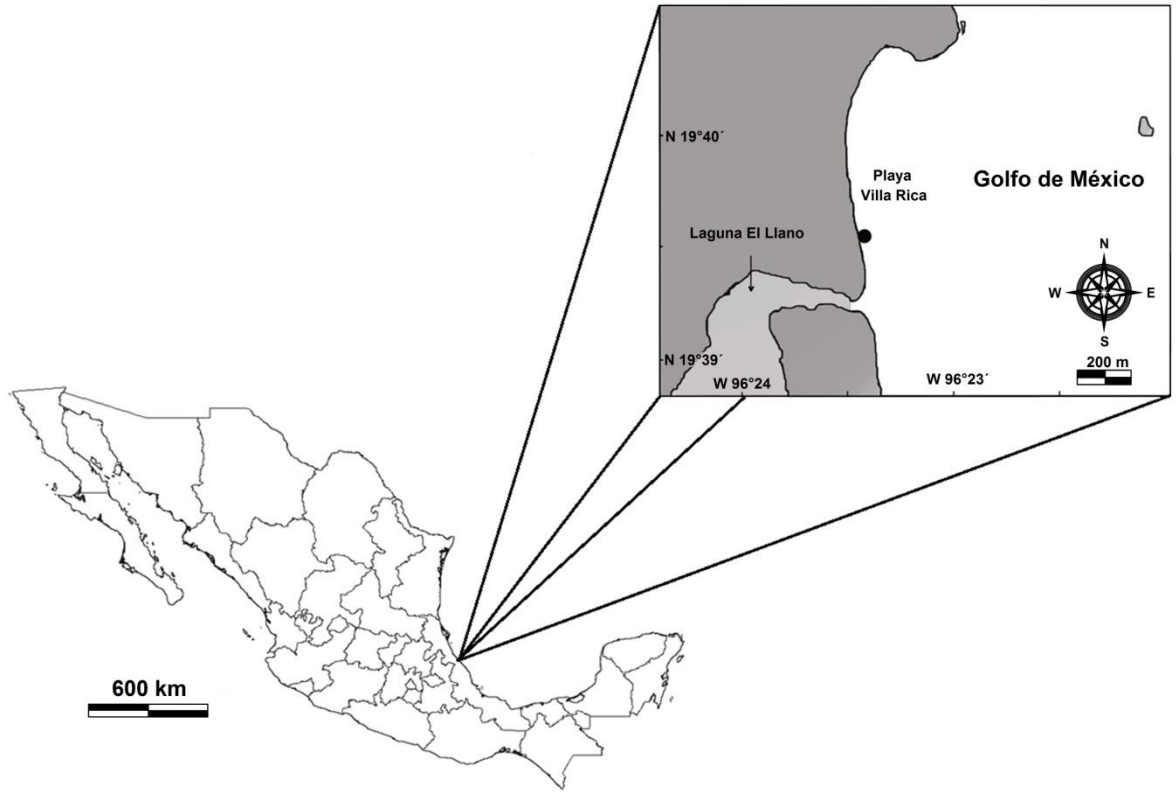 N 19°40´
Playa
Villa Rica
Golfo de México
Laguna El Llano
N
W
E
S
N 19°39´
200 m
W 96°24
W 96°23´
600 km